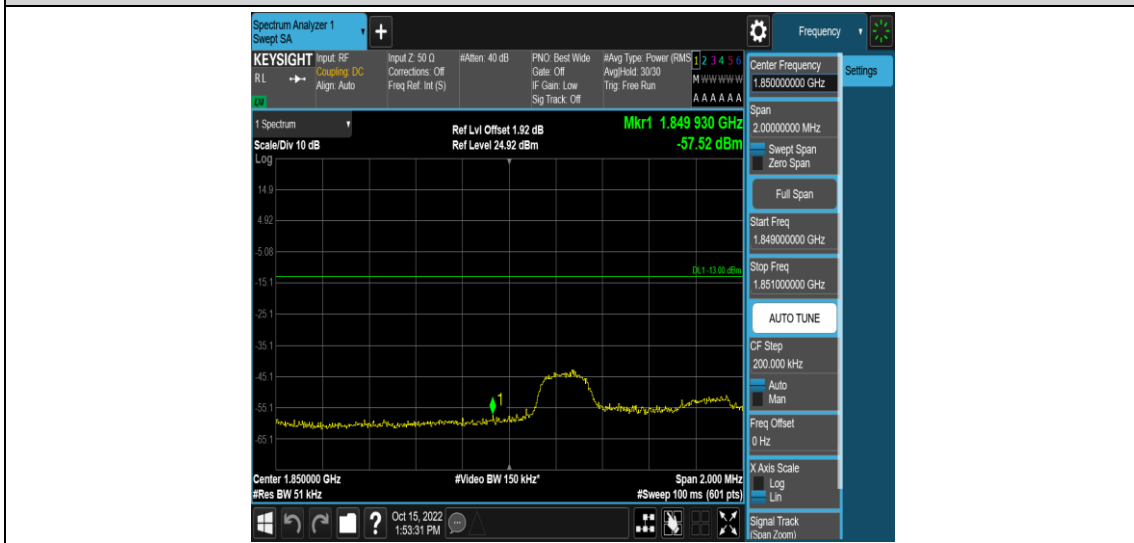 Spectrum Analyzer 1
Swept SA
+
Frequency
KEYSIGHT
RL
LXI
Input: RF
Coupling: DC
Align: Auto
Input Z: 50 Ω
Corrections: Off
Freq Ref: Int (S)
#Atten: 40 dB
PNO: Best Wide
Gate: Off
IF Gain: Low
Sig Track: Off
#Avg Type: Power (RMS
Avg|Hold: 30/30
Trig: Free Run
1 2 3 4 5 6
M W W W W W
A A A A A A
Center Frequency
1.850000000 GHz
Settings
1 Spectrum
Scale/Div 10 dB
Log
Ref Lvl Offset 1.92 dB
Ref Level 24.92 dBm
Mkr1 1.849 930 GHz
-57.52 dBm
14.9
4.92
-5.08
-15.1
-25.1
-35.1
-45.1
-55.1
-65.1
DL1 -13.00 dBm
1
Center 1.850000 GHz
#Res BW 51 kHz
#Video BW 150 kHz*
Span 2.000 MHz
#Sweep 100 ms (601 pts)
Span
2.00000000 MHz
Swept Span
Zero Span
Full Span
Start Freq
1.849000000 GHz
Stop Freq
1.851000000 GHz
AUTO TUNE
CF Step
200.000 kHz
Auto
Man
Freq Offset
0 Hz
X Axis Scale
Log
Lin
Signal Track
(Span Zoom)
?
Oct 15, 2022
1:53:31 PM